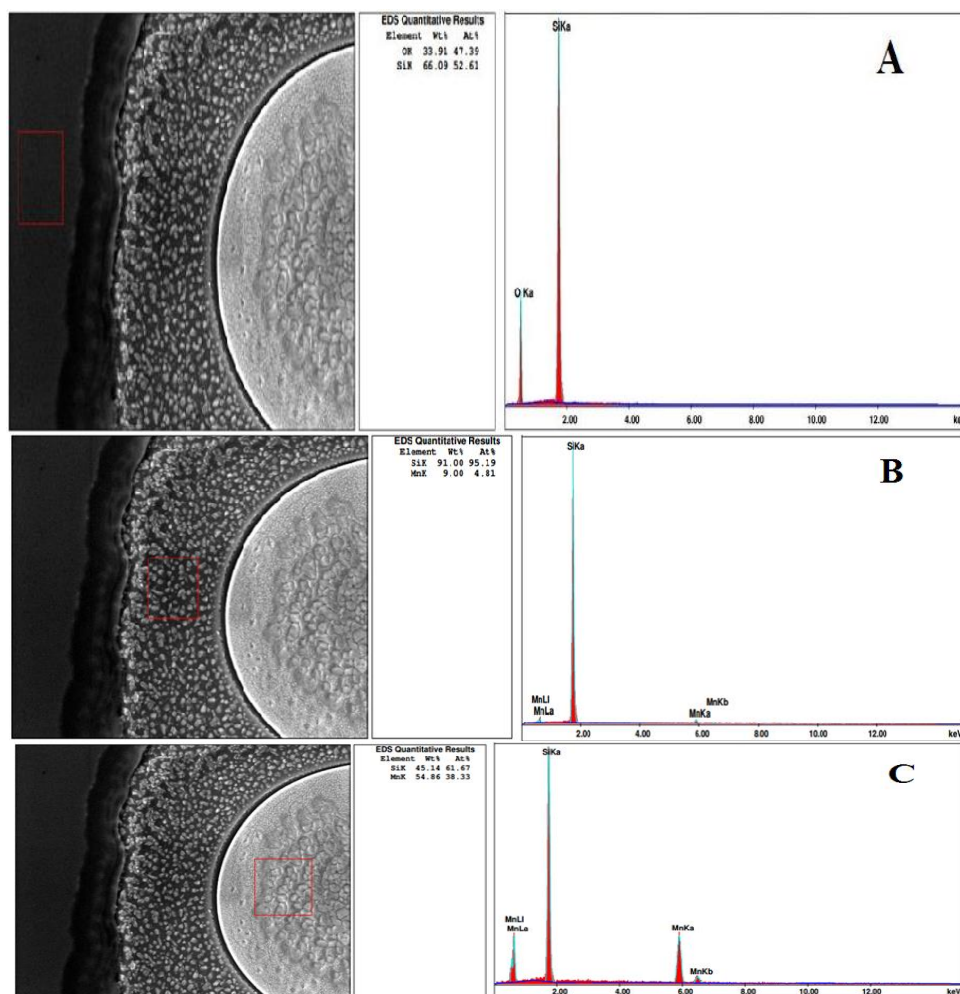 EDS Quantitative Results
Element Wt% At%
OK 33.91 47.39
SiK 66.09 52.61
SiKa
A
O Ka
2.00 4.00 6.00 8.00 10.00 12.00 keV
EDS Quantitative Results
Element Wt% At%
SiK 91.00 95.19
MnK 9.00 4.81
SiKa
B
MnLl
MnLa
MnKb
MnKa
2.00 4.00 6.00 8.00 10.00 12.00 keV
EDS Quantitative Results
Element Wt% At%
SiK 45.14 61.67
MnK 54.86 38.33
SiKa
C
MnLl
MnLa
MnKa
MnKb
2.00 4.00 6.00 8.00 10.00 12.00 keV